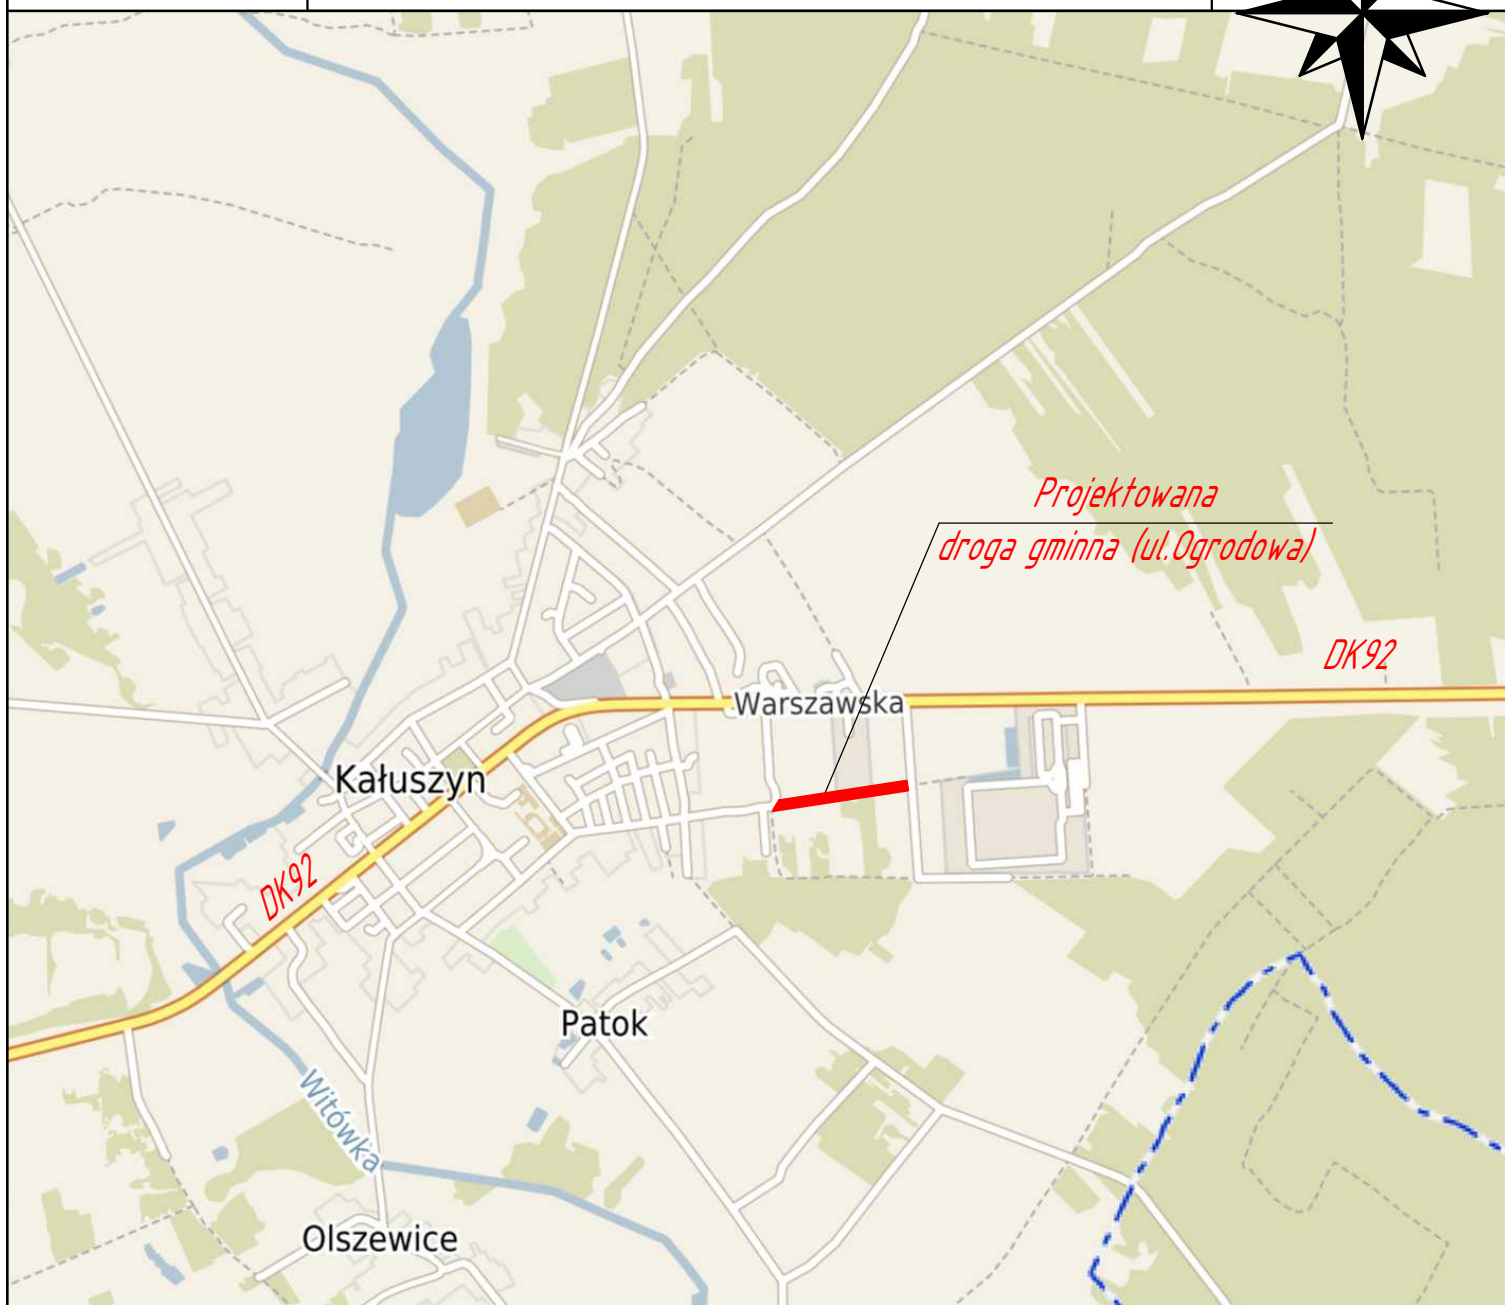 Projektowana
droga gminna (ul.Ogrodowa)
DK92
Warszawska
Kałuszyn
DK92
Patok
Witówka
Olszewice